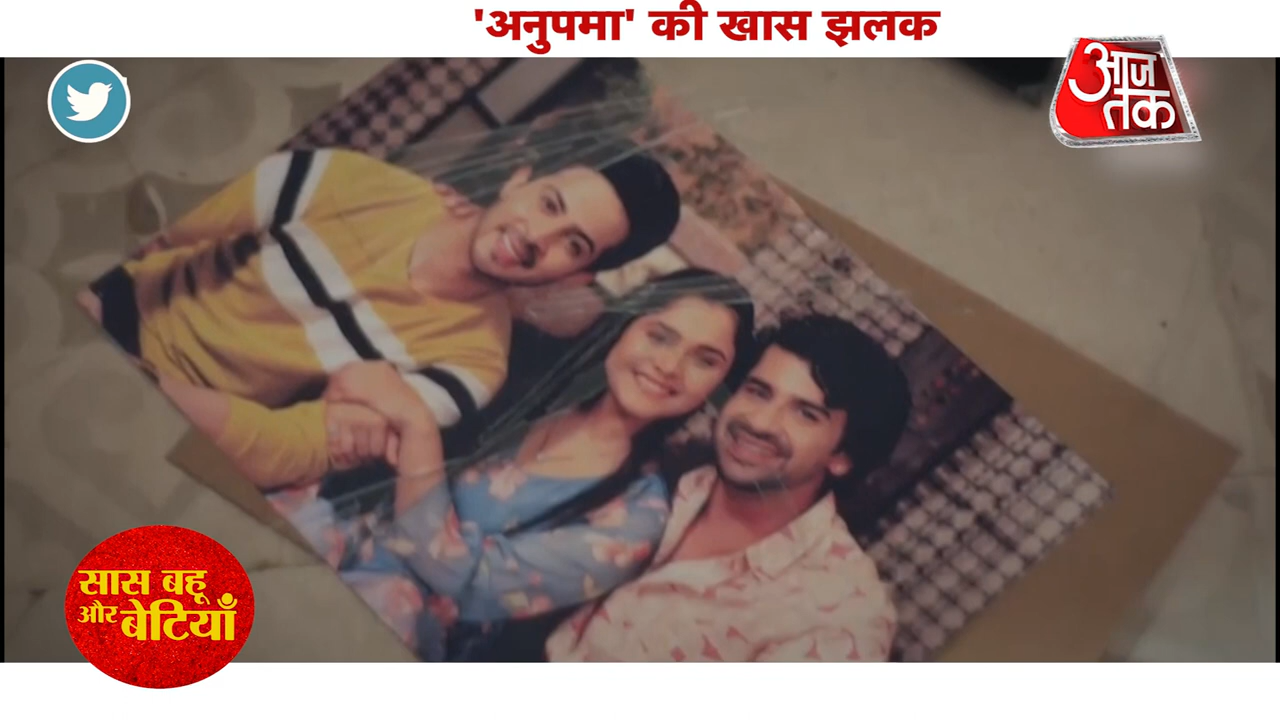 'अनुपमा' की खास झलक
आज
तक
सास बहू
और बेटियाँ